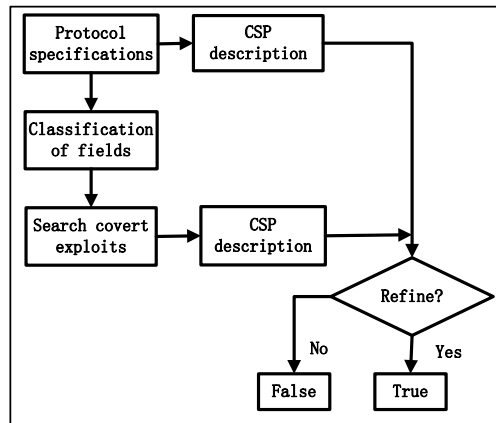 Protocol
specifications
CSP
description
Classification
of fields
Search covert
exploits
CSP
description
Refine?
No
Yes
False
True